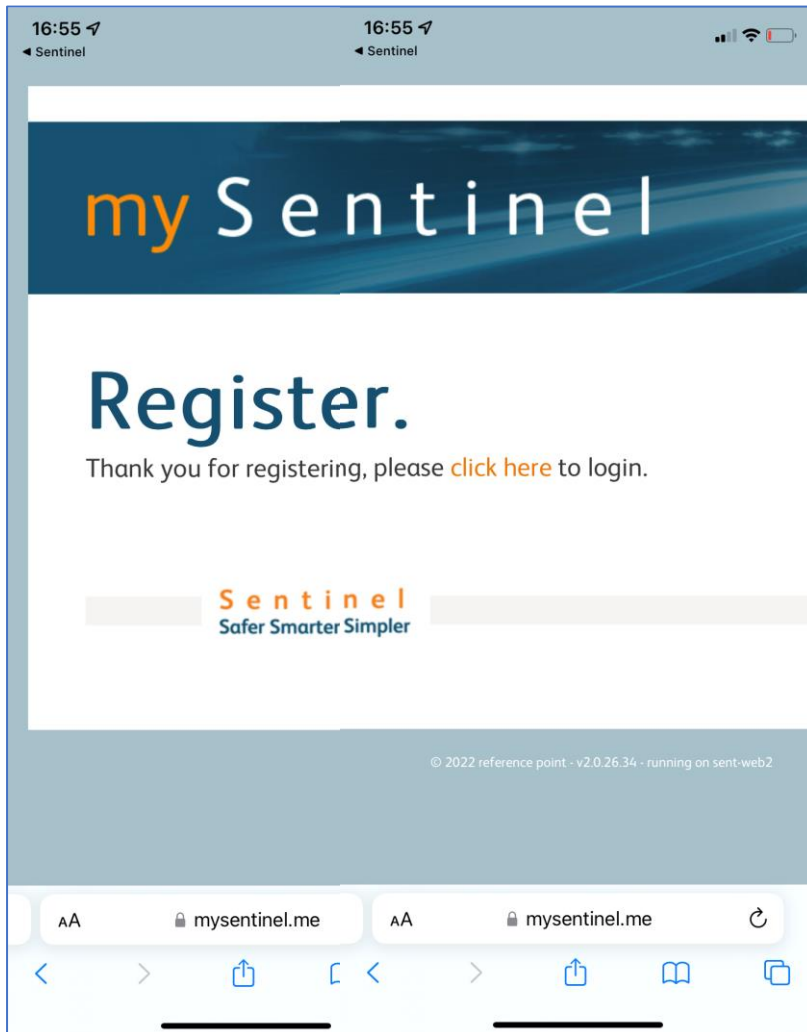 16:55 16:55
◀ Sentinel ◀ Sentinel
my Sentinel
Register.
Thank you for registering, please click here to login.
Sentinel
Safer Smarter Simpler
© 2022 reference point - v2.0.26.34 - running on sent-web2
AA mysentinel.me AA mysentinel.me